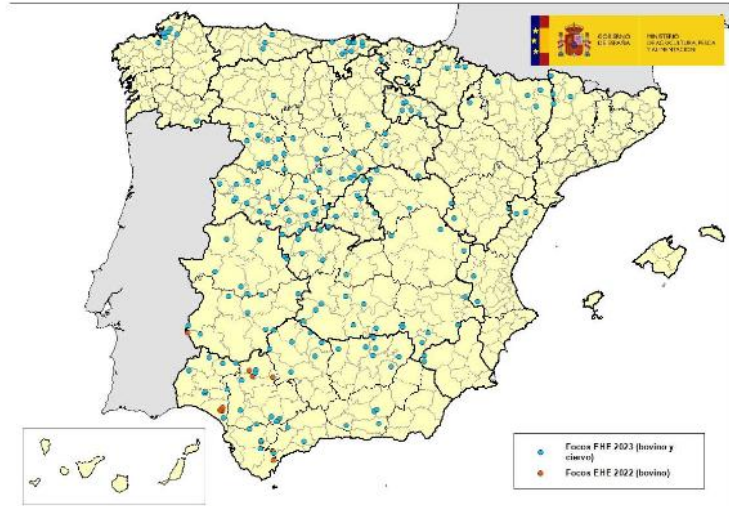 GOBIERNO
DE ESPAÑA
MINISTERIO
DE AGRICULTURA, PESCA
Y ALIMENTACIÓN
Focos EHE 2023 (bovino y
ciervo)
Focos EHE 2022 (bovino)